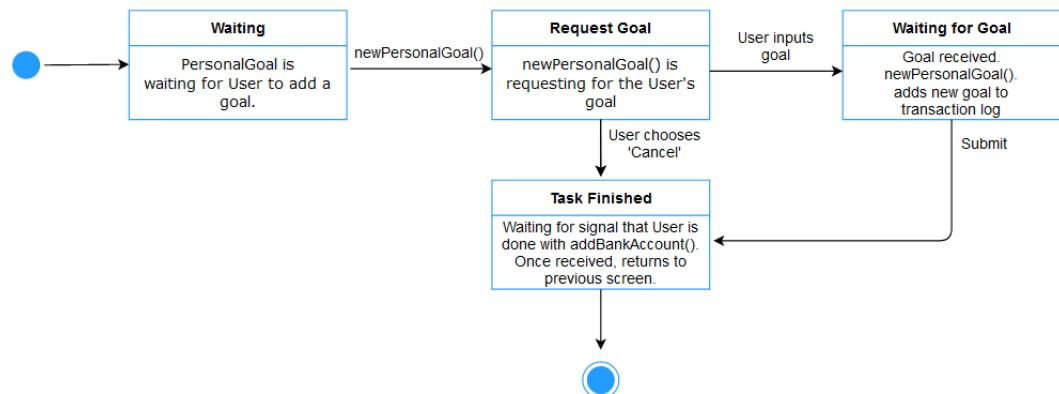 Waiting
PersonalGoal is
waiting for User to add a
goal.
newPersonalGoal()
Request Goal
newPersonalGoal() is
requesting for the User's
goal
User inputs
goal
Waiting for Goal
Goal received.
newPersonalGoal().
adds new goal to
transaction log
User chooses
'Cancel'
Submit
Task Finished
Waiting for signal that User is
done with addBankAccount().
Once received, returns to
previous screen.